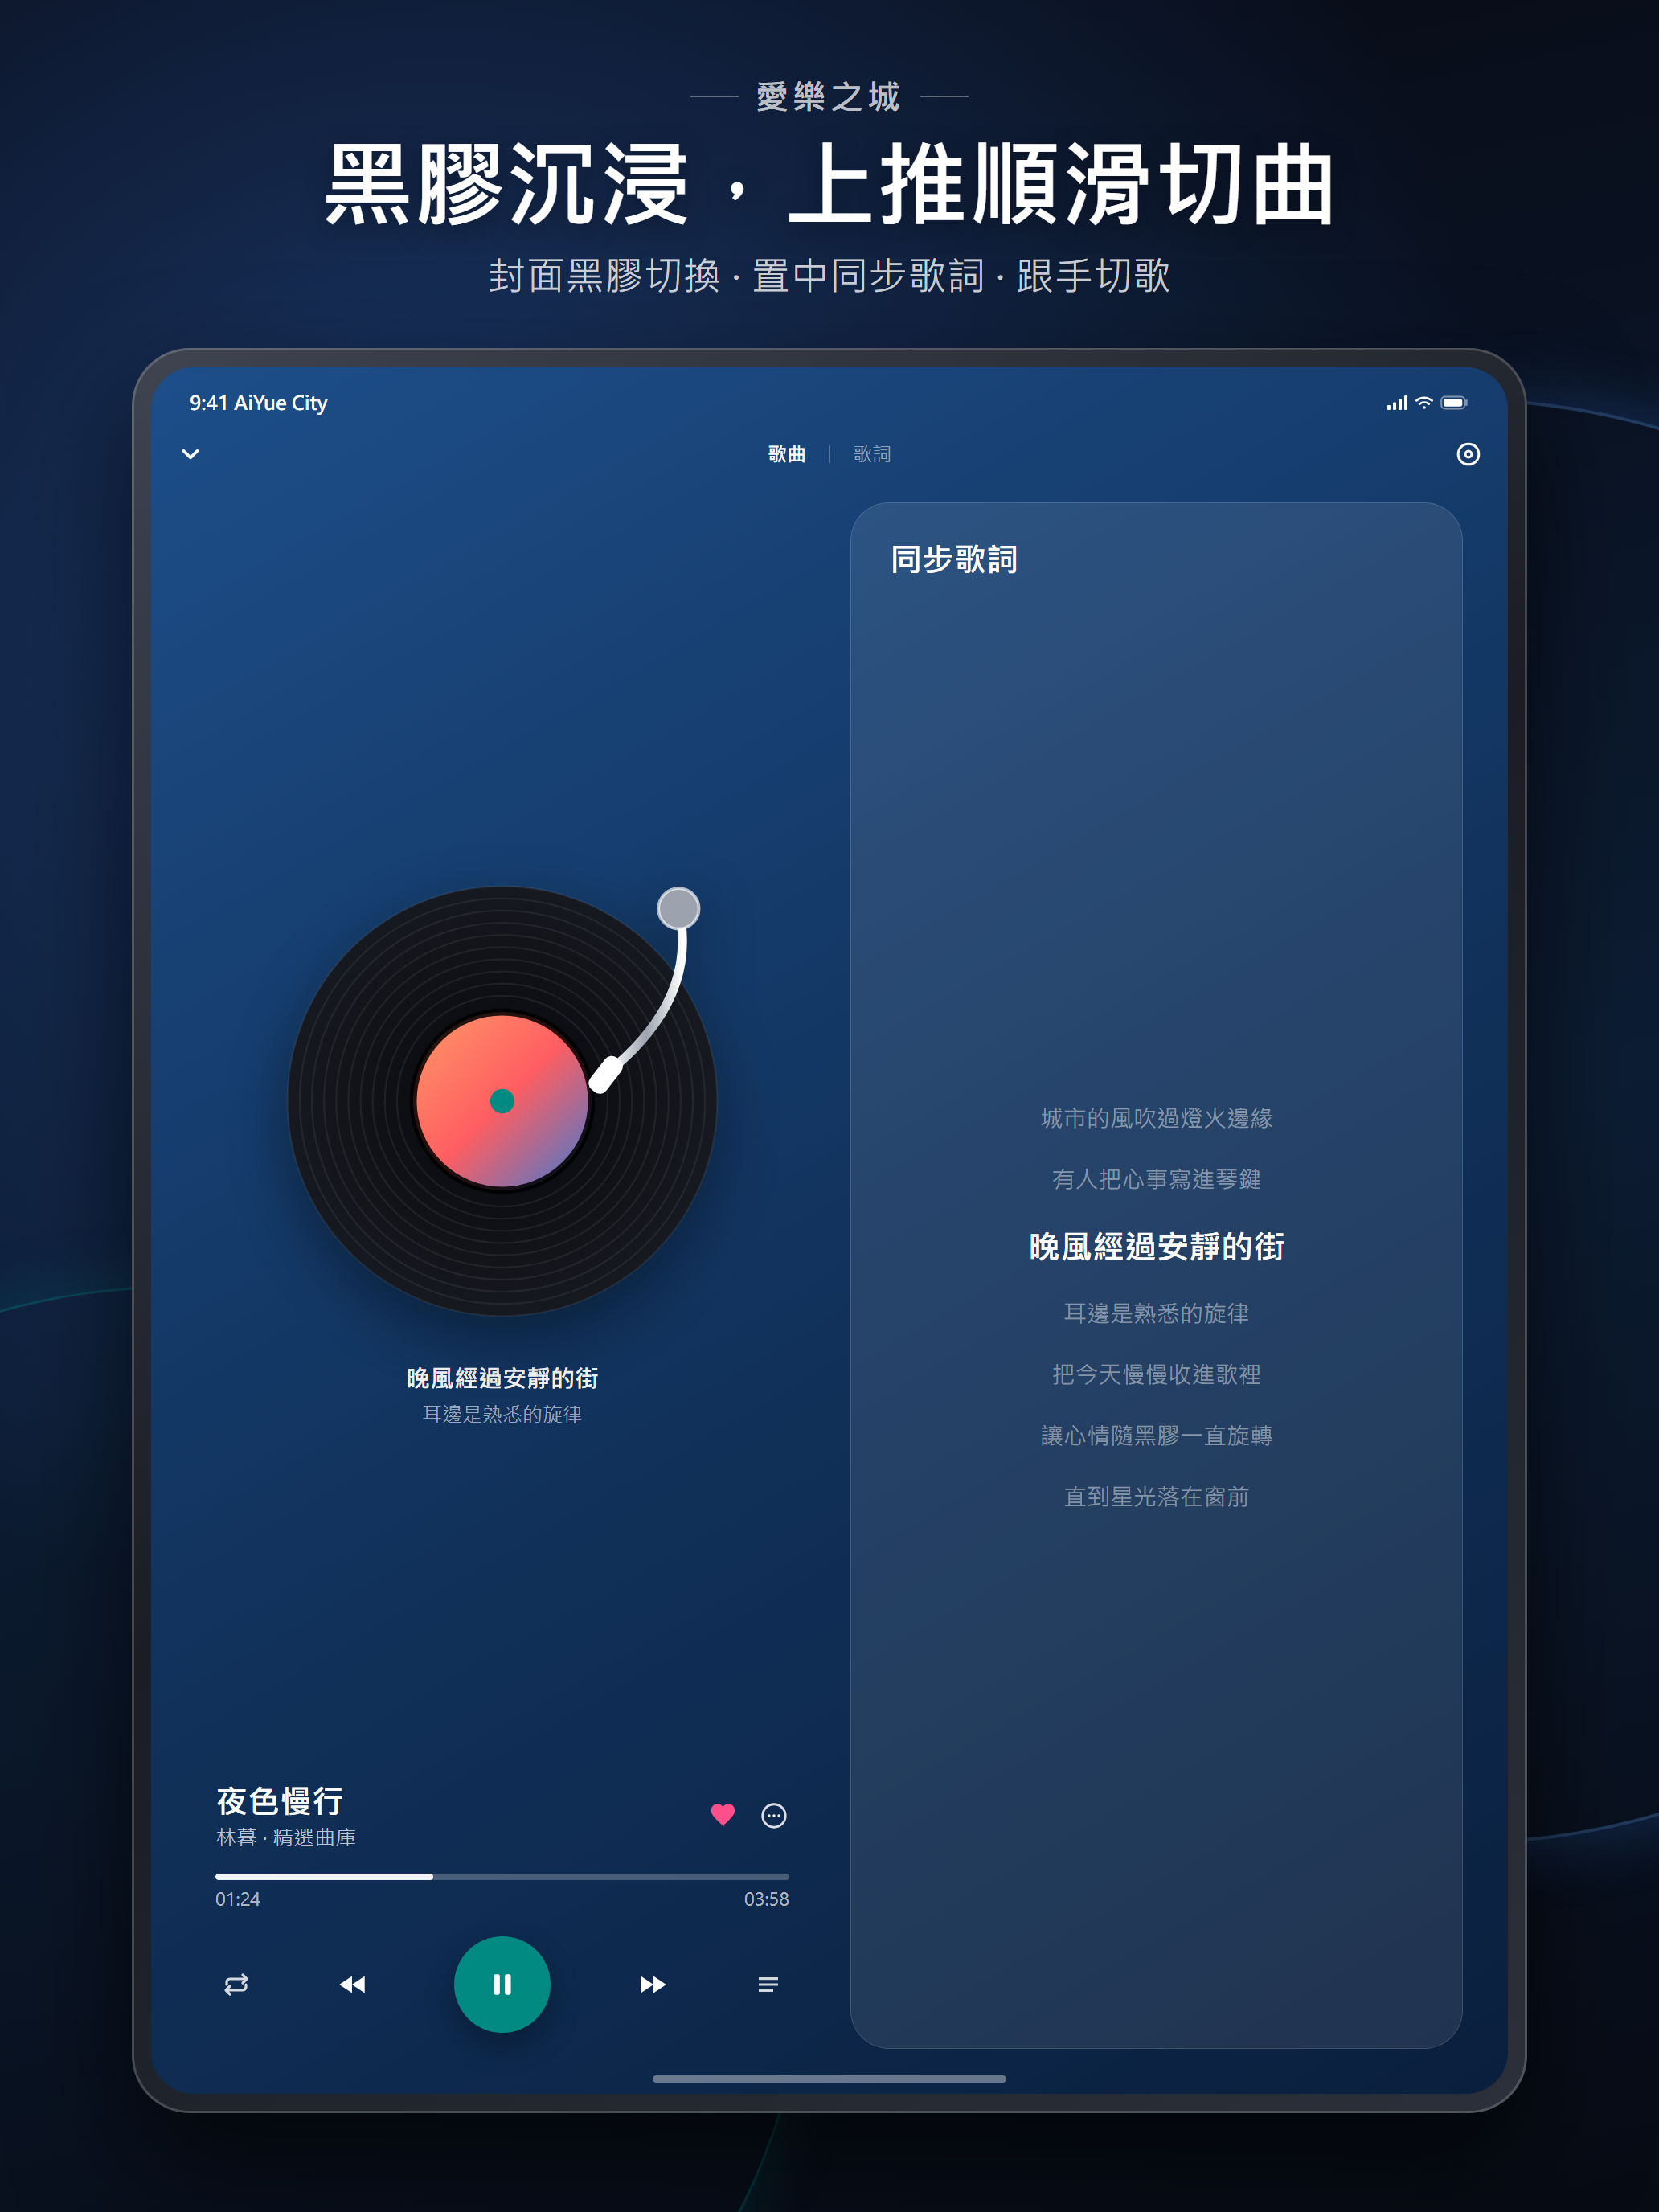 愛樂之城
黑膠沉浸，上推順滑切曲
封面黑膠切換·置中同步歌詞·跟手切歌
9:41 AiYue City
歌曲 | 歌詞
同步歌詞
城市的風吹過燈火邊緣
有人把心事寫進琴鍵
晚風經過安靜的街
耳邊是熟悉的旋律
把今天慢慢收進歌裡
讓心情隨黑膠一直旋轉
直到星光落在窗前
晚風經過安靜的街
耳邊是熟悉的旋律
夜色慢行
林暮·精選曲庫
01:24 03:58